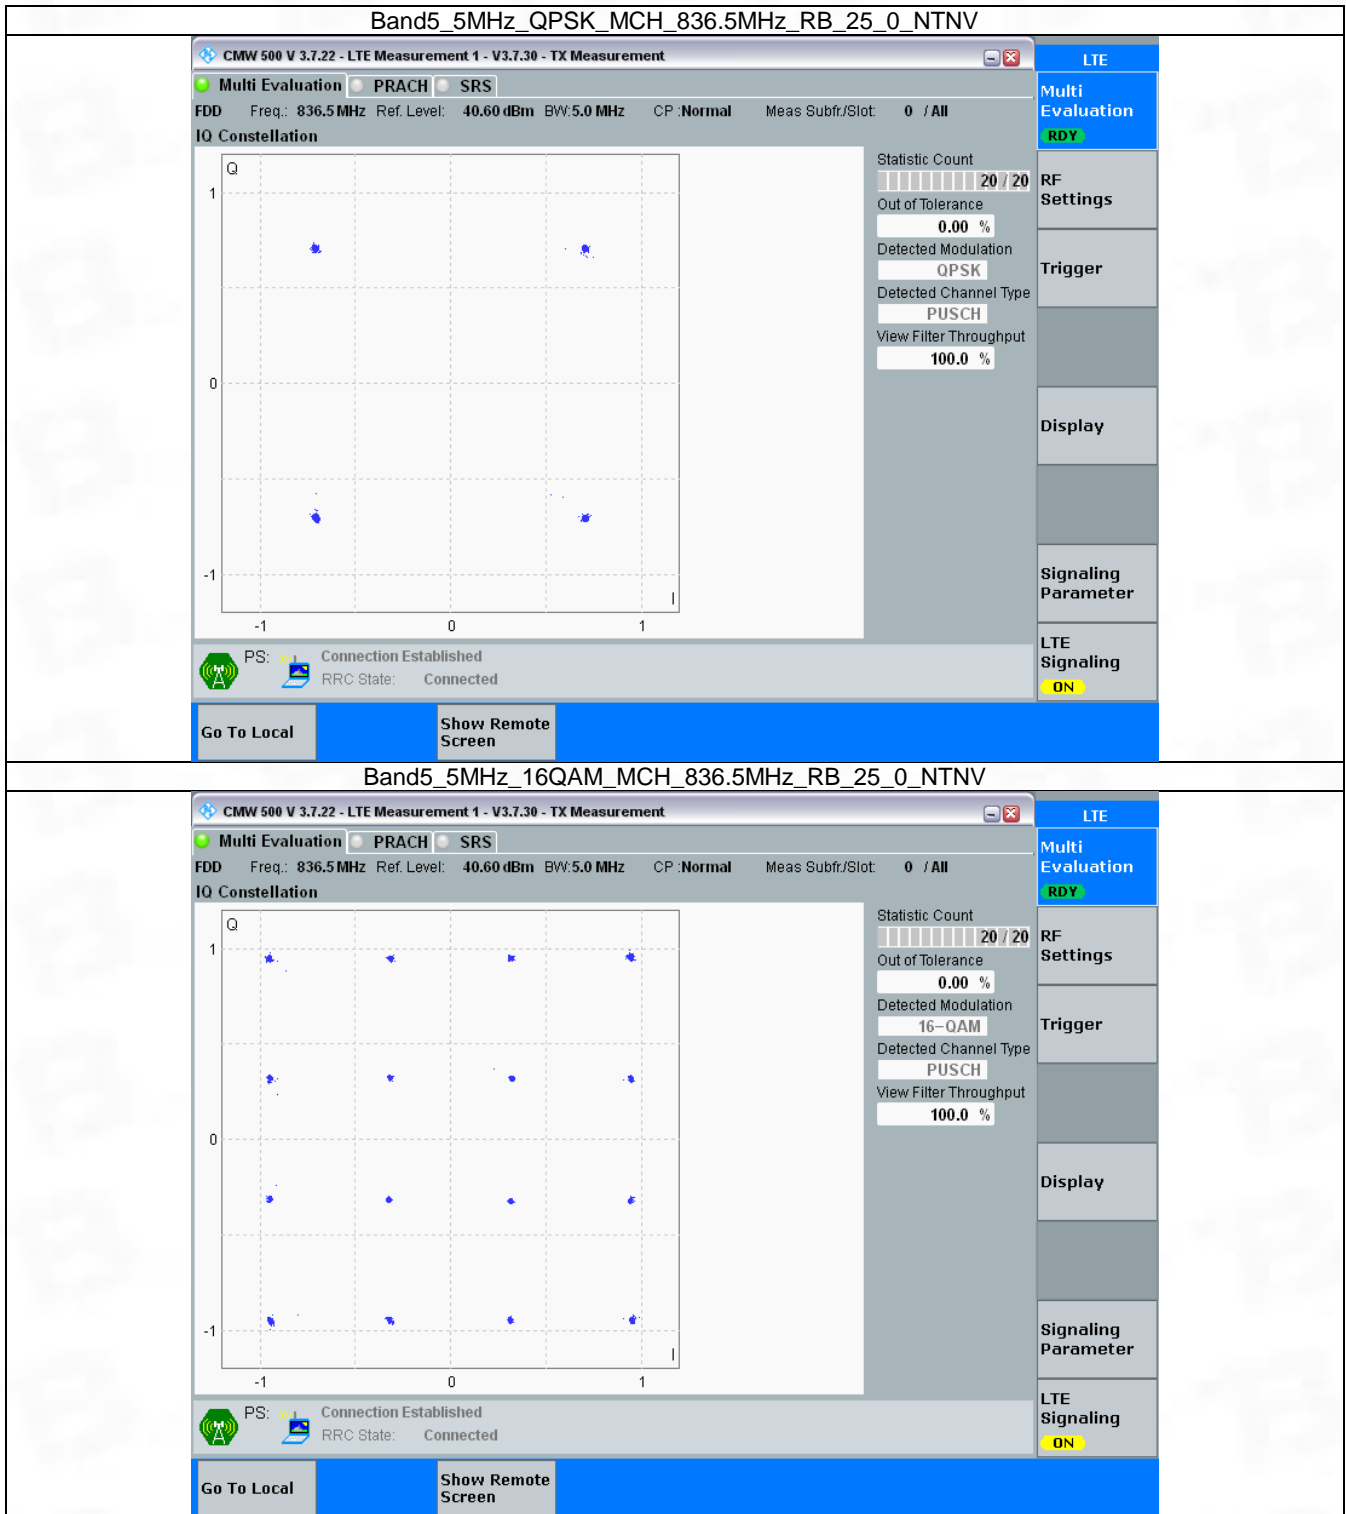 Band5_5MHz_QPSK_MCH_836.5MHz_RB_25_0_NTNV
CMW 500 V 3.7.22 - LTE Measurement 1 - V3.7.30 - TX Measurement
LTE
Multi Evaluation PRACH SRS
Multi
Evaluation
RDY
FDD Freq.: 836.5 MHz Ref. Level: 40.60 dBm BW: 5.0 MHz CP : Normal Meas Subfr./Slot: 0 / All
IQ Constellation
Q
1
0
-1
I
-1 0 1
Statistic Count
20 / 20
Out of Tolerance
0.00 %
Detected Modulation
QPSK
Detected Channel Type
PUSCH
View Filter Throughput
100.0 %
RF
Settings
Trigger
Display
Signaling
Parameter
LTE
Signaling
ON
PS: Connection Established
RRC State: Connected
Go To Local
Show Remote
Screen
Band5_5MHz_16QAM_MCH_836.5MHz_RB_25_0_NTNV
CMW 500 V 3.7.22 - LTE Measurement 1 - V3.7.30 - TX Measurement
LTE
Multi Evaluation PRACH SRS
Multi
Evaluation
RDY
FDD Freq.: 836.5 MHz Ref. Level: 40.60 dBm BW: 5.0 MHz CP : Normal Meas Subfr./Slot: 0 / All
IQ Constellation
Q
1
0
-1
I
-1 0 1
Statistic Count
20 / 20
Out of Tolerance
0.00 %
Detected Modulation
16-QAM
Detected Channel Type
PUSCH
View Filter Throughput
100.0 %
RF
Settings
Trigger
Display
Signaling
Parameter
LTE
Signaling
ON
PS: Connection Established
RRC State: Connected
Go To Local
Show Remote
Screen